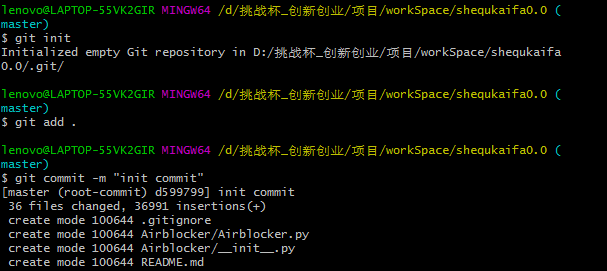 lenovo@LAPTOP-55VK2GIR MINGW64 /d/挑战杯_创新创业/项目/workSpace/shequkaifa0.0 (
master)
$ git init
Initialized empty Git repository in D:/挑战杯_创新创业/项目/workSpace/shequkaifa
0.0/.git/
lenovo@LAPTOP-55VK2GIR MINGW64 /d/挑战杯_创新创业/项目/workSpace/shequkaifa0.0 (
master)
$ git add .
lenovo@LAPTOP-55VK2GIR MINGW64 /d/挑战杯_创新创业/项目/workSpace/shequkaifa0.0 (
master)
$ git commit -m "init commit"
[master (root-commit) d599799] init commit
 36 files changed, 36991 insertions(+)
 create mode 100644 .gitignore
 create mode 100644 Airblocker/Airblocker.py
 create mode 100644 Airblocker/__init__.py
 create mode 100644 README.md